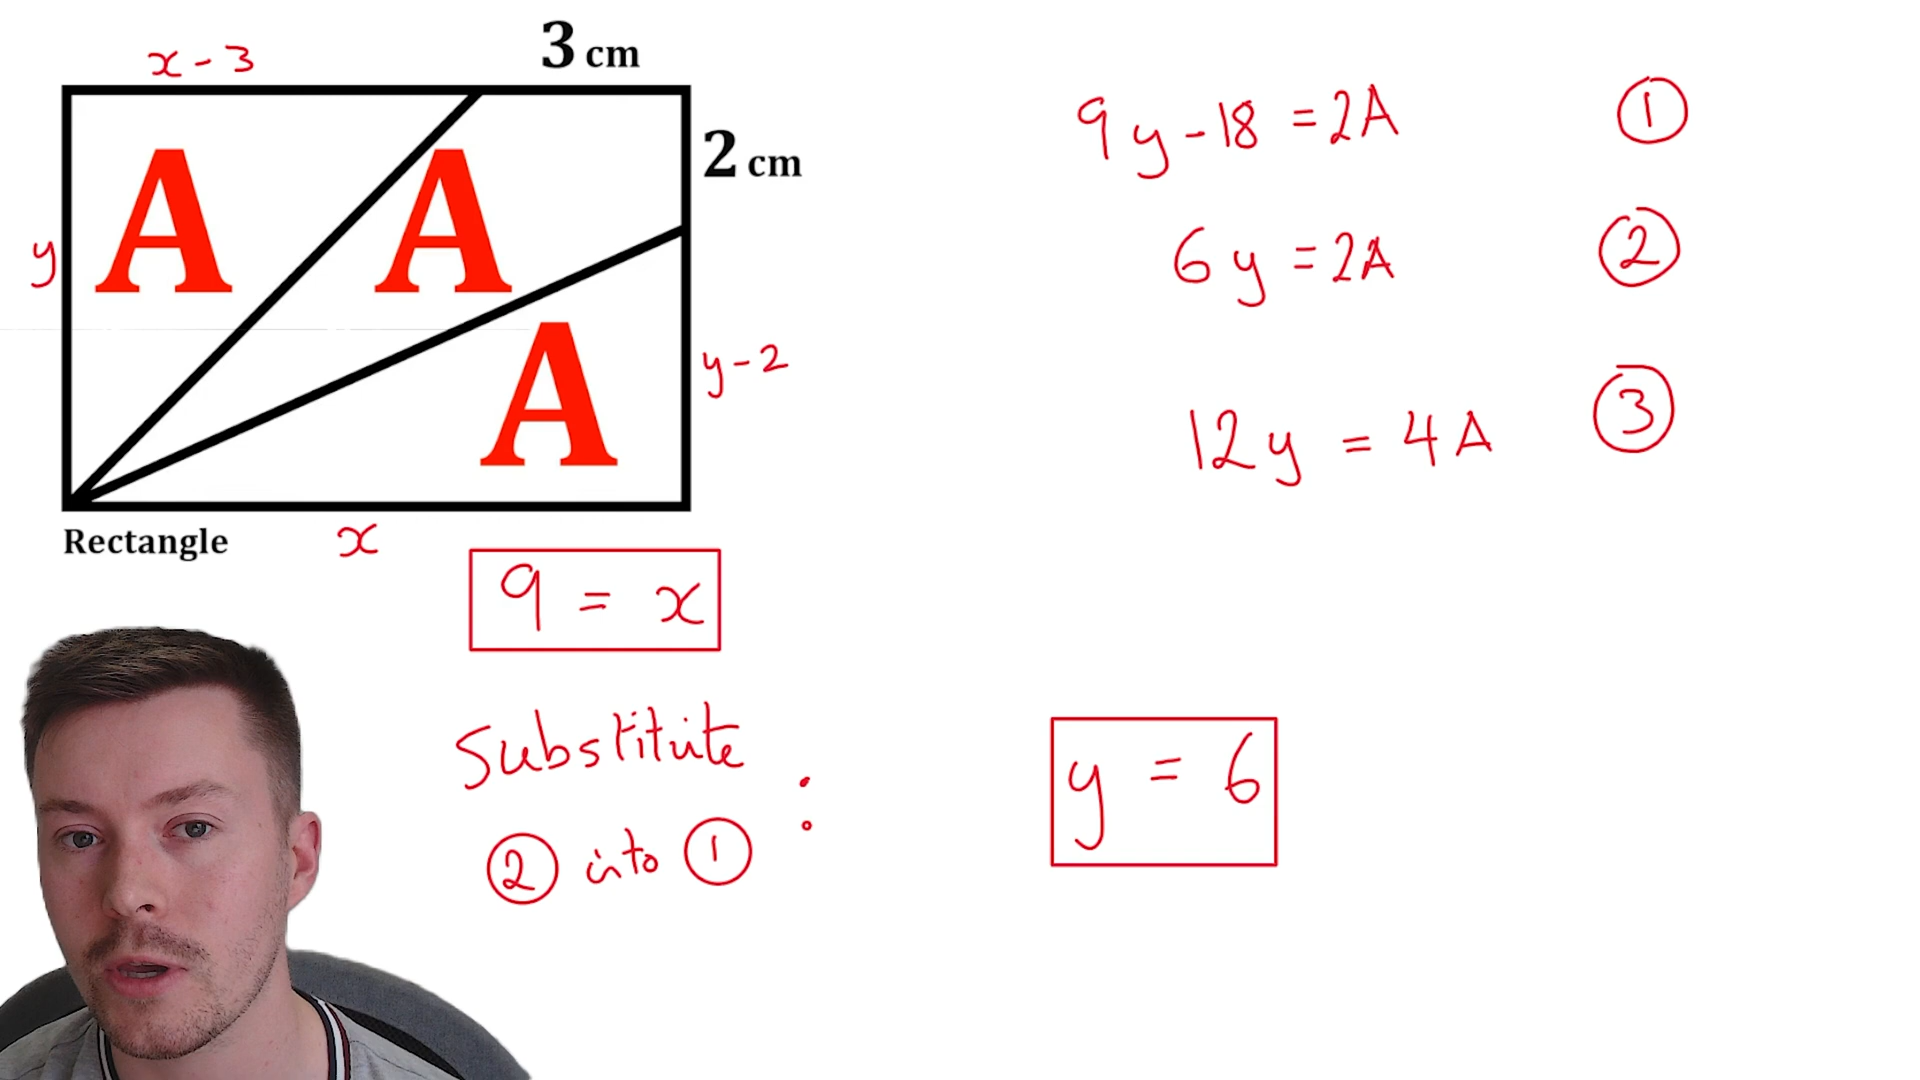 x - 3
3 cm
A
A
2 cm
y
A
y - 2
Rectangle
x
9 = x
Substitute
② into ① :
9y - 18 = 2A ①
6y = 2A ②
12y = 4A ③
y = 6